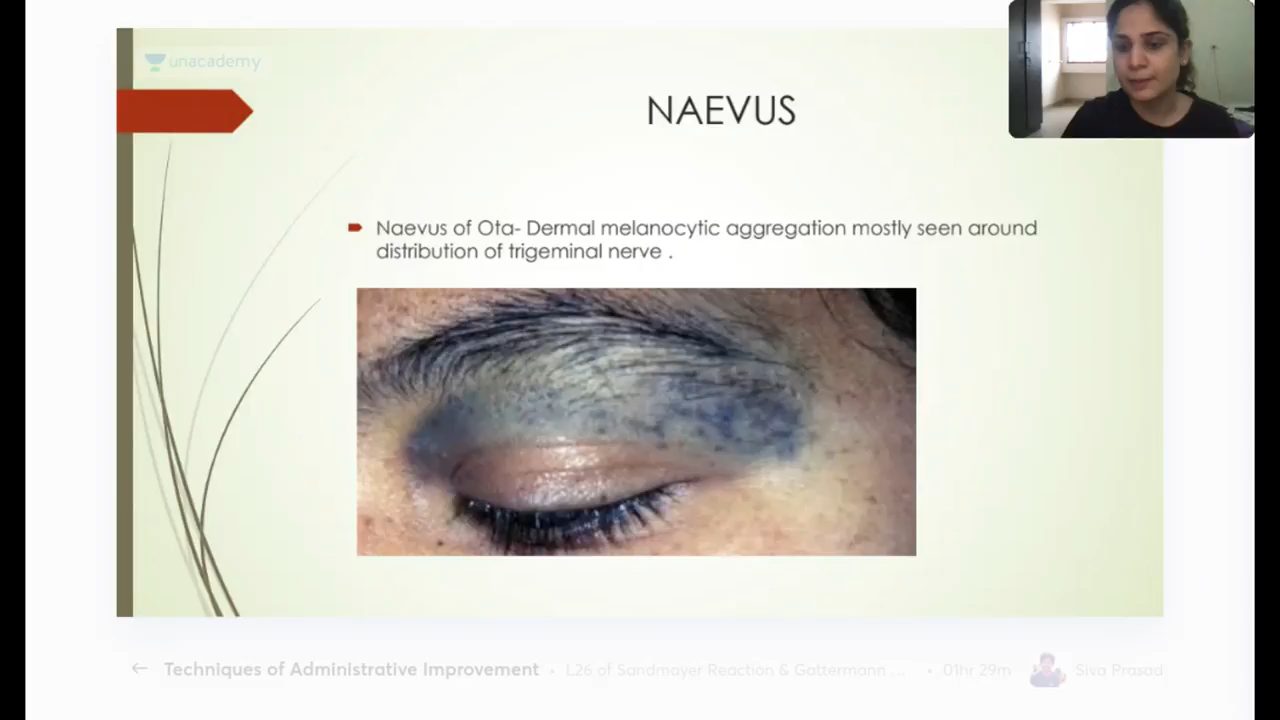 unacademy
NAEVUS
Naevus of Ota- Dermal melanocytic aggregation mostly seen around
distribution of trigeminal nerve .
Techniques of Administrative Improvement • L26 of Sandmayer Reaction & Gattermann ... • 01hr 29m Siva Prasad